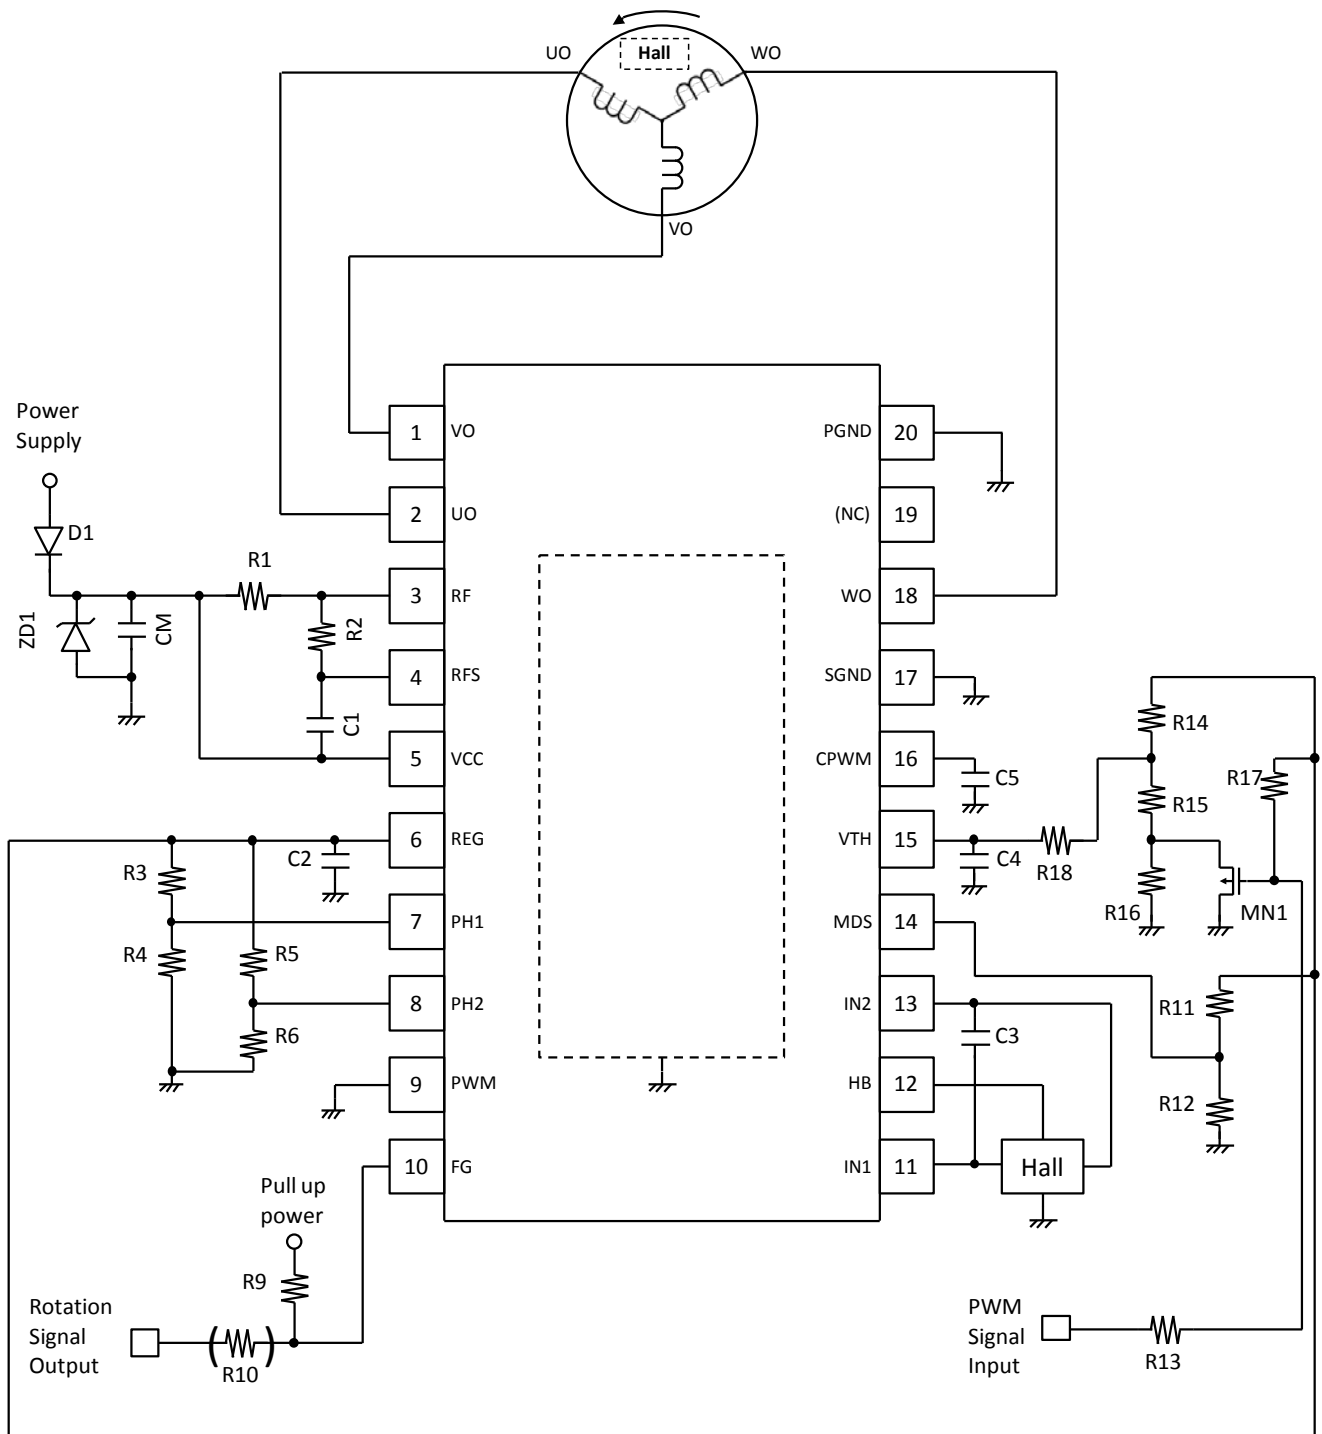 UO
Hall
WO
VO
Power
Supply
D1
R1
ZD1
CM
R2
C1
1
VO
2
UO
3
RF
4
RFS
5
VCC
6
REG
7
PH1
8
PH2
9
PWM
10
FG
PGND
20
(NC)
19
WO
18
SGND
17
CPWM
16
VTH
15
MDS
14
IN2
13
HB
12
IN1
11
C2
R3
R4
R5
R6
C5
C4
R18
R14
R15
R17
R16
MN1
R11
R12
C3
Hall
Pull up
power
R9
Rotation
Signal
Output
(
)
R10
PWM
Signal
Input
R13